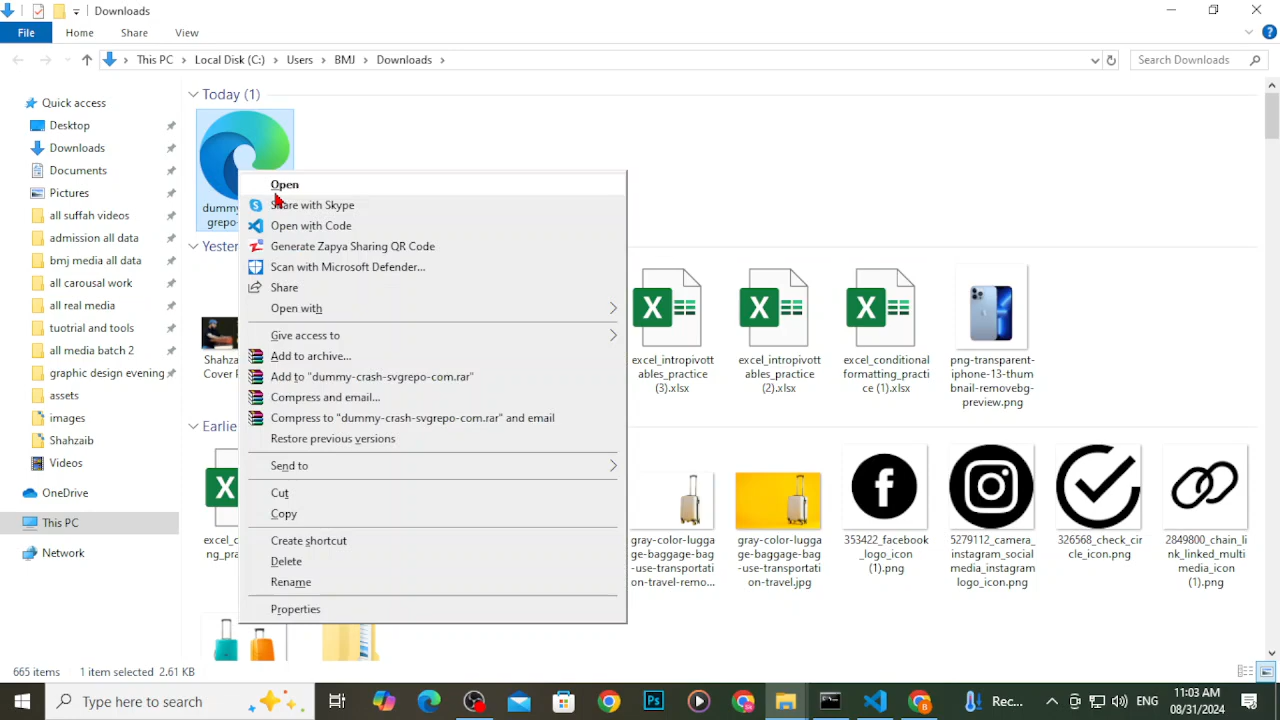 Downloads
File Home Share View
This PC Local Disk (C:) Users BMJ Downloads
Search Downloads
Quick access
Desktop
Downloads
Documents
Pictures
all suffah videos
admission all data
bmj media all data
all carousal work
all real media
tuotrial and tools
all media batch 2
graphic design evening
assets
images
Shahzaib
Videos
OneDrive
This PC
Network
Today (1)
Open
Share with Skype
Open with Code
Generate Zapya Sharing QR Code
Scan with Microsoft Defender...
Share
Open with
Give access to
Add to archive...
Add to "dummy-crash-svgrepo-com.rar"
Compress and email...
Compress to "dummy-crash-svgrepo-com.rar" and email
Restore previous versions
Send to
Cut
Copy
Create shortcut
Delete
Rename
Properties
excel_intropivott
ables_practice
(3).xlsx
excel_intropivott
ables_practice
(2).xlsx
excel_conditional
formatting_practi
ce (1).xlsx
png-transparent-
iphone-13-thum
bnail-removebg-
preview.png
gray-color-lugga
ge-baggage-bag
-use-transportati
on-travel-remo...
gray-color-lugga
ge-baggage-bag
-use-transportati
on-travel.jpg
353422_facebook
_logo_icon
(1).png
5279112_camera_
instagram_social
media_instagram
logo_icon.png
326568_check_cir
cle_icon.png
2849800_chain_l
ink_linked_multi
media_icon
(1).png
665 items 1 item selected 2.61 KB
Type here to search
Rec...
ENG
11:03 AM
08/31/2024